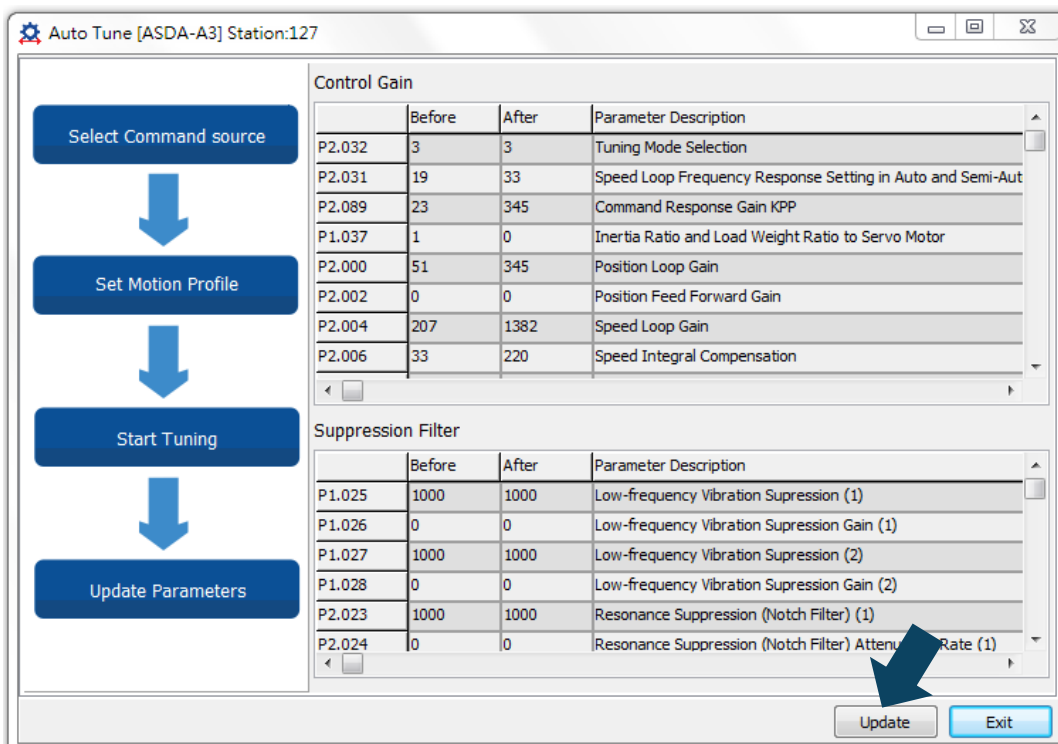 Auto Tune [ASDA-A3] Station:127
Select Command source
Set Motion Profile
Start Tuning
Update Parameters
Control Gain
Before After Parameter Description
P2.032 3 3 Tuning Mode Selection
P2.031 19 33 Speed Loop Frequency Response Setting in Auto and Semi-Aut
P2.089 23 345 Command Response Gain KPP
P1.037 1 0 Inertia Ratio and Load Weight Ratio to Servo Motor
P2.000 51 345 Position Loop Gain
P2.002 0 0 Position Feed Forward Gain
P2.004 207 1382 Speed Loop Gain
P2.006 33 220 Speed Integral Compensation
Suppression Filter
Before After Parameter Description
P1.025 1000 1000 Low-frequency Vibration Supression (1)
P1.026 0 0 Low-frequency Vibration Supression Gain (1)
P1.027 1000 1000 Low-frequency Vibration Supression (2)
P1.028 0 0 Low-frequency Vibration Supression Gain (2)
P2.023 1000 1000 Resonance Suppression (Notch Filter) (1)
P2.024 0 0 Resonance Suppression (Notch Filter) Rate (1)
Update Exit